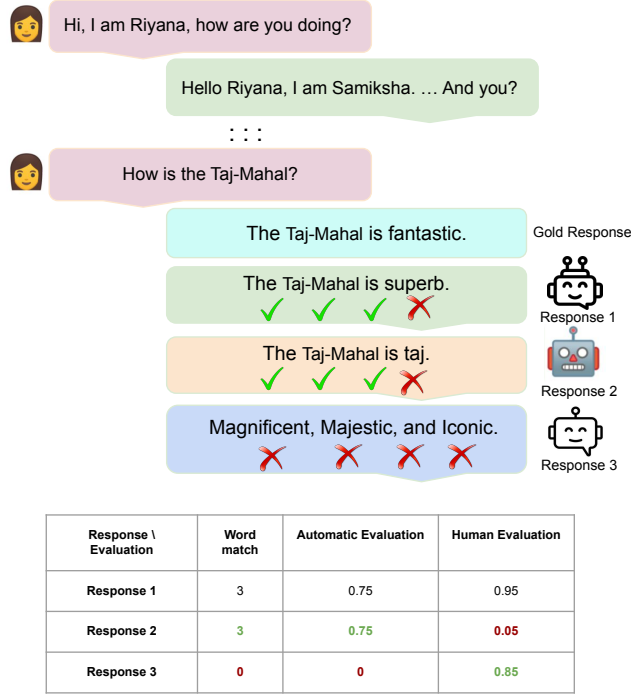 Hi, I am Riyana, how are you doing?
Hello Riyana, I am Samiksha. ... And you?
: : :
How is the Taj-Mahal?
The Taj-Mahal is fantastic.
Gold Response
The Taj-Mahal is superb.
Response 1
The Taj-Mahal is taj.
Response 2
Magnificent, Majestic, and Iconic.
Response 3
Response \ Evaluation | Word match | Automatic Evaluation | Human Evaluation
Response 1 | 3 | 0.75 | 0.95
Response 2 | 3 | 0.75 | 0.05
Response 3 | 0 | 0 | 0.85